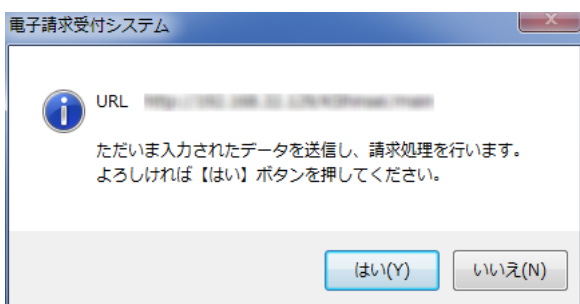 電子請求受付システム
URL
ただいま入力されたデータを送信し、請求処理を行います。
よろしければ【はい】ボタンを押してください。
はい(Y)
いいえ(N)